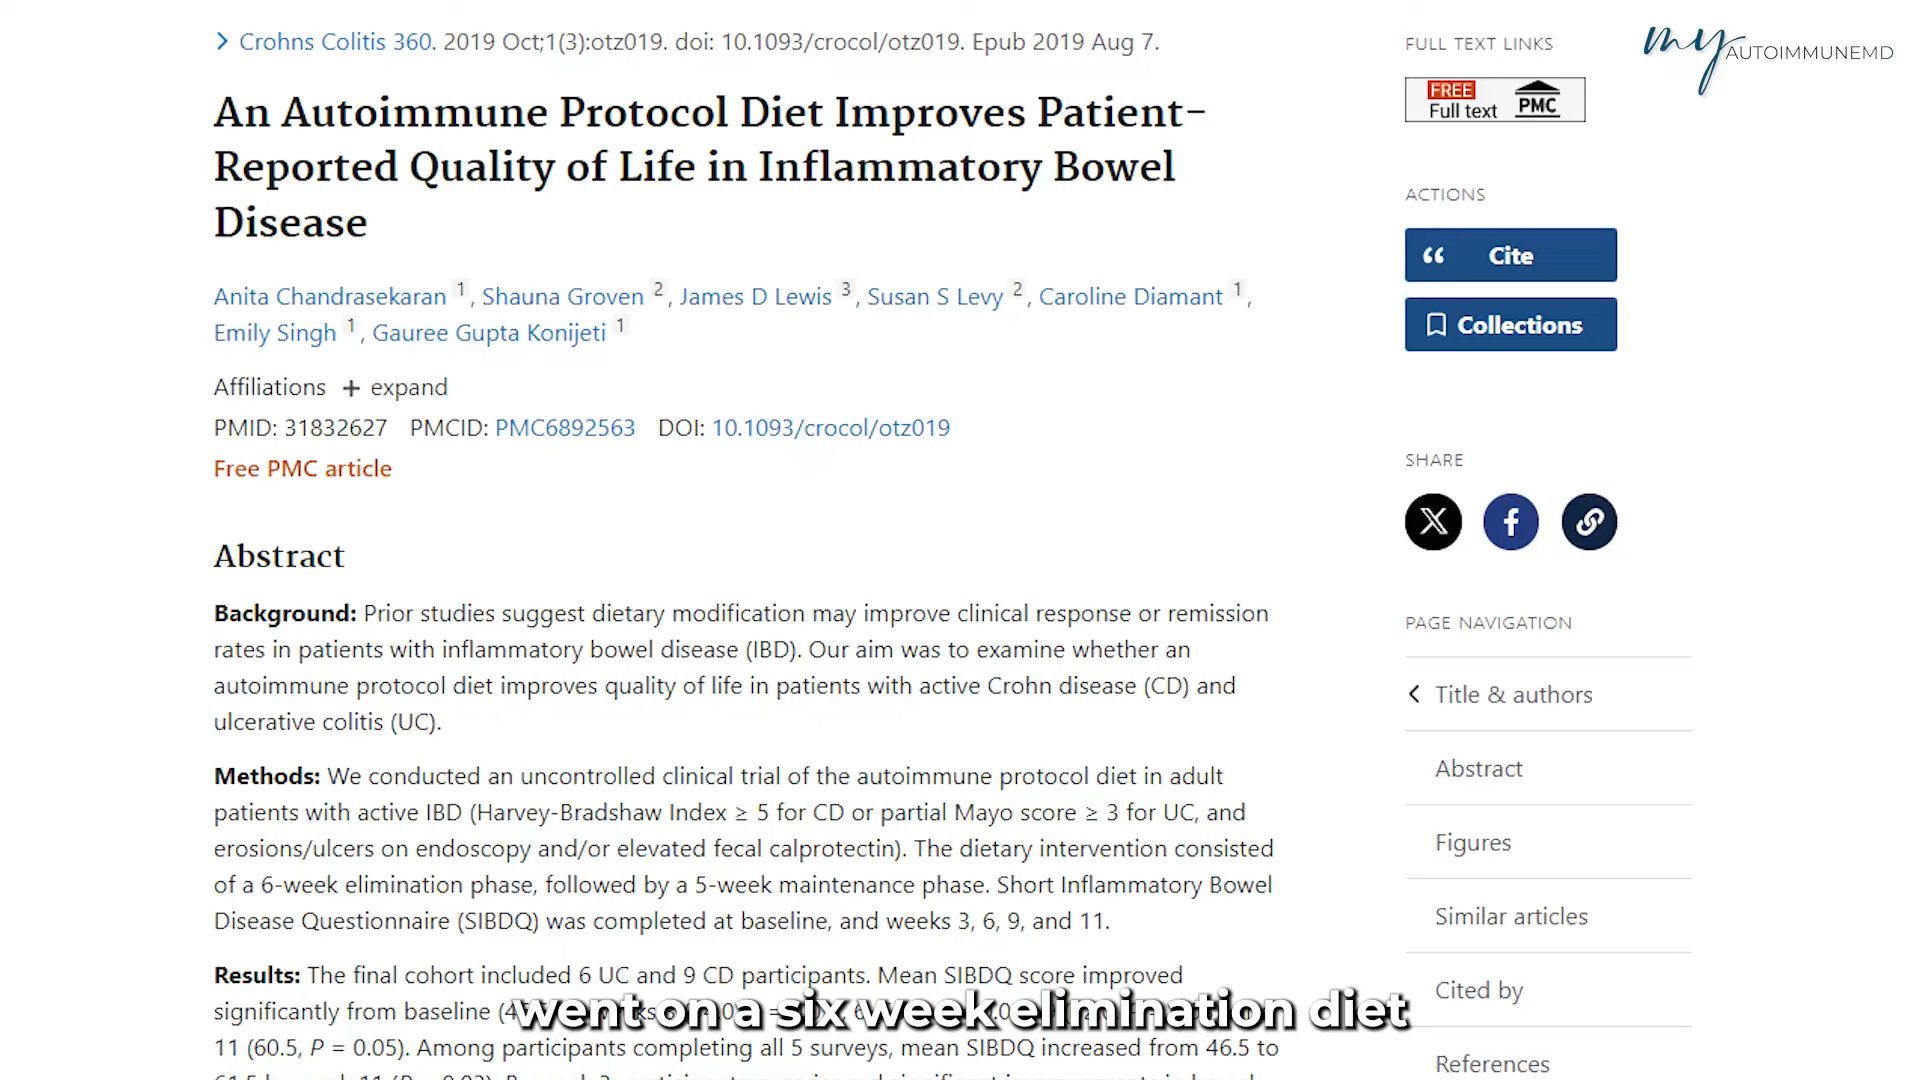 Crohns Colitis 360. 2019 Oct;1(3):otz019. doi: 10.1093/crocol/otz019. Epub 2019 Aug 7.
An Autoimmune Protocol Diet Improves Patient-
Reported Quality of Life in Inflammatory Bowel
Disease
Anita Chandrasekaran 1, Shauna Groven 2, James D Lewis 3, Susan S Levy 2, Caroline Diamant 1,
Emily Singh 1, Gauree Gupta Konijeti 1
Affiliations + expand
PMID: 31832627 PMCID: PMC6892563 DOI: 10.1093/crocol/otz019
Free PMC article
Abstract
Background: Prior studies suggest dietary modification may improve clinical response or remission
rates in patients with inflammatory bowel disease (IBD). Our aim was to examine whether an
autoimmune protocol diet improves quality of life in patients with active Crohn disease (CD) and
ulcerative colitis (UC).
Methods: We conducted an uncontrolled clinical trial of the autoimmune protocol diet in adult
patients with active IBD (Harvey-Bradshaw Index ≥ 5 for CD or partial Mayo score ≥ 3 for UC, and
erosions/ulcers on endoscopy and/or elevated fecal calprotectin). The dietary intervention consisted
of a 6-week elimination phase, followed by a 5-week maintenance phase. Short Inflammatory Bowel
Disease Questionnaire (SIBDQ) was completed at baseline, and weeks 3, 6, 9, and 11.
Results: The final cohort included 6 UC and 9 CD participants. Mean SIBDQ score improved
significantly from baseline
went on a six week elimination diet
11 (60.5, P = 0.05). Among participants completing all 5 surveys, mean SIBDQ increased from 46.5 to
FULL TEXT LINKS
FREE
Full text PMC
ACTIONS
Cite
Collections
SHARE
PAGE NAVIGATION
Title & authors
Abstract
Figures
Similar articles
Cited by
References
my AUTOIMMUNEMD